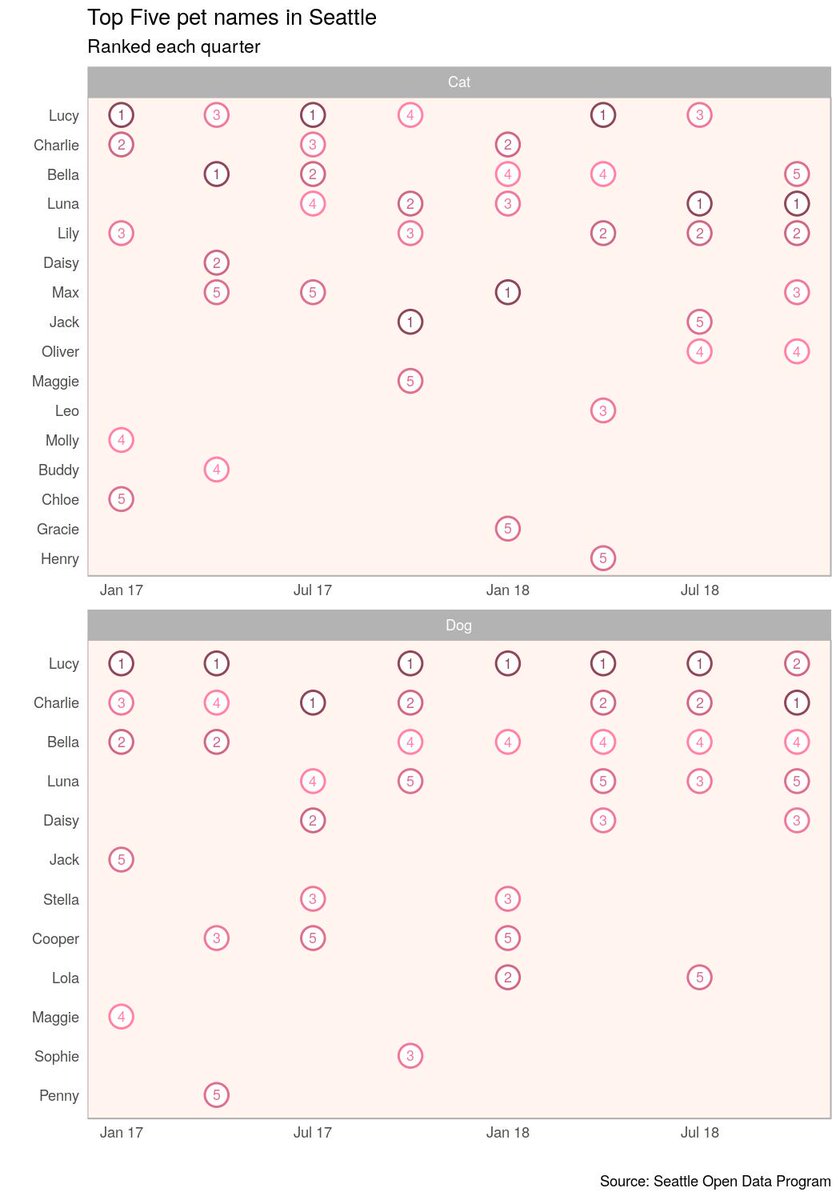 Top Five pet names in Seattle
Ranked each quarter
Cat
Lucy 1 3 1 4 1 3
Charlie 2 3 2
Bella 1 2 4 4 5
Luna 4 2 3 1 1
Lily 3 3 2 2 2
Daisy 2
Max 5 5 1 3
Jack 1 5
Oliver 4 4
Maggie 5
Leo 3
Molly 4
Buddy 4
Chloe 5
Gracie 5
Henry 5
Jan 17 Jul 17 Jan 18 Jul 18
Dog
Lucy 1 1 1 1 1 1 2
Charlie 3 4 1 2 2 2 1
Bella 2 2 4 4 4 4 4
Luna 4 5 5 3 5
Daisy 2 3 3
Jack 5
Stella 3 3
Cooper 3 5 5
Lola 2 5
Maggie 4
Sophie 3
Penny 5
Jan 17 Jul 17 Jan 18 Jul 18
Source: Seattle Open Data Program